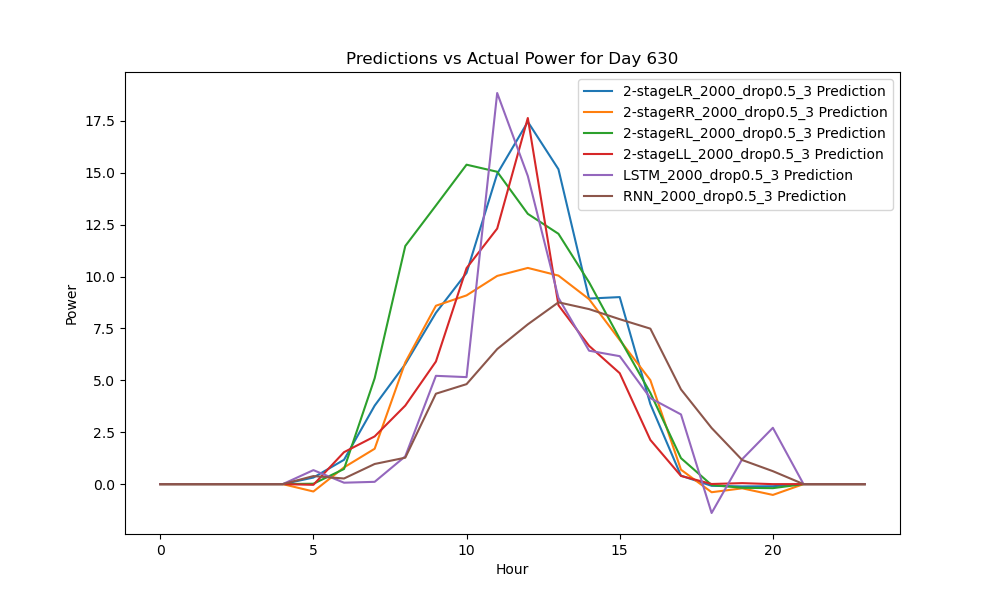 Predictions vs Actual Power for Day 630
2-stageLR_2000_drop0.5_3 Prediction
2-stageRR_2000_drop0.5_3 Prediction
2-stageRL_2000_drop0.5_3 Prediction
2-stageLL_2000_drop0.5_3 Prediction
LSTM_2000_drop0.5_3 Prediction
RNN_2000_drop0.5_3 Prediction
Power
17.5
15.0
12.5
10.0
7.5
5.0
2.5
0.0
0 5 10 15 20
Hour